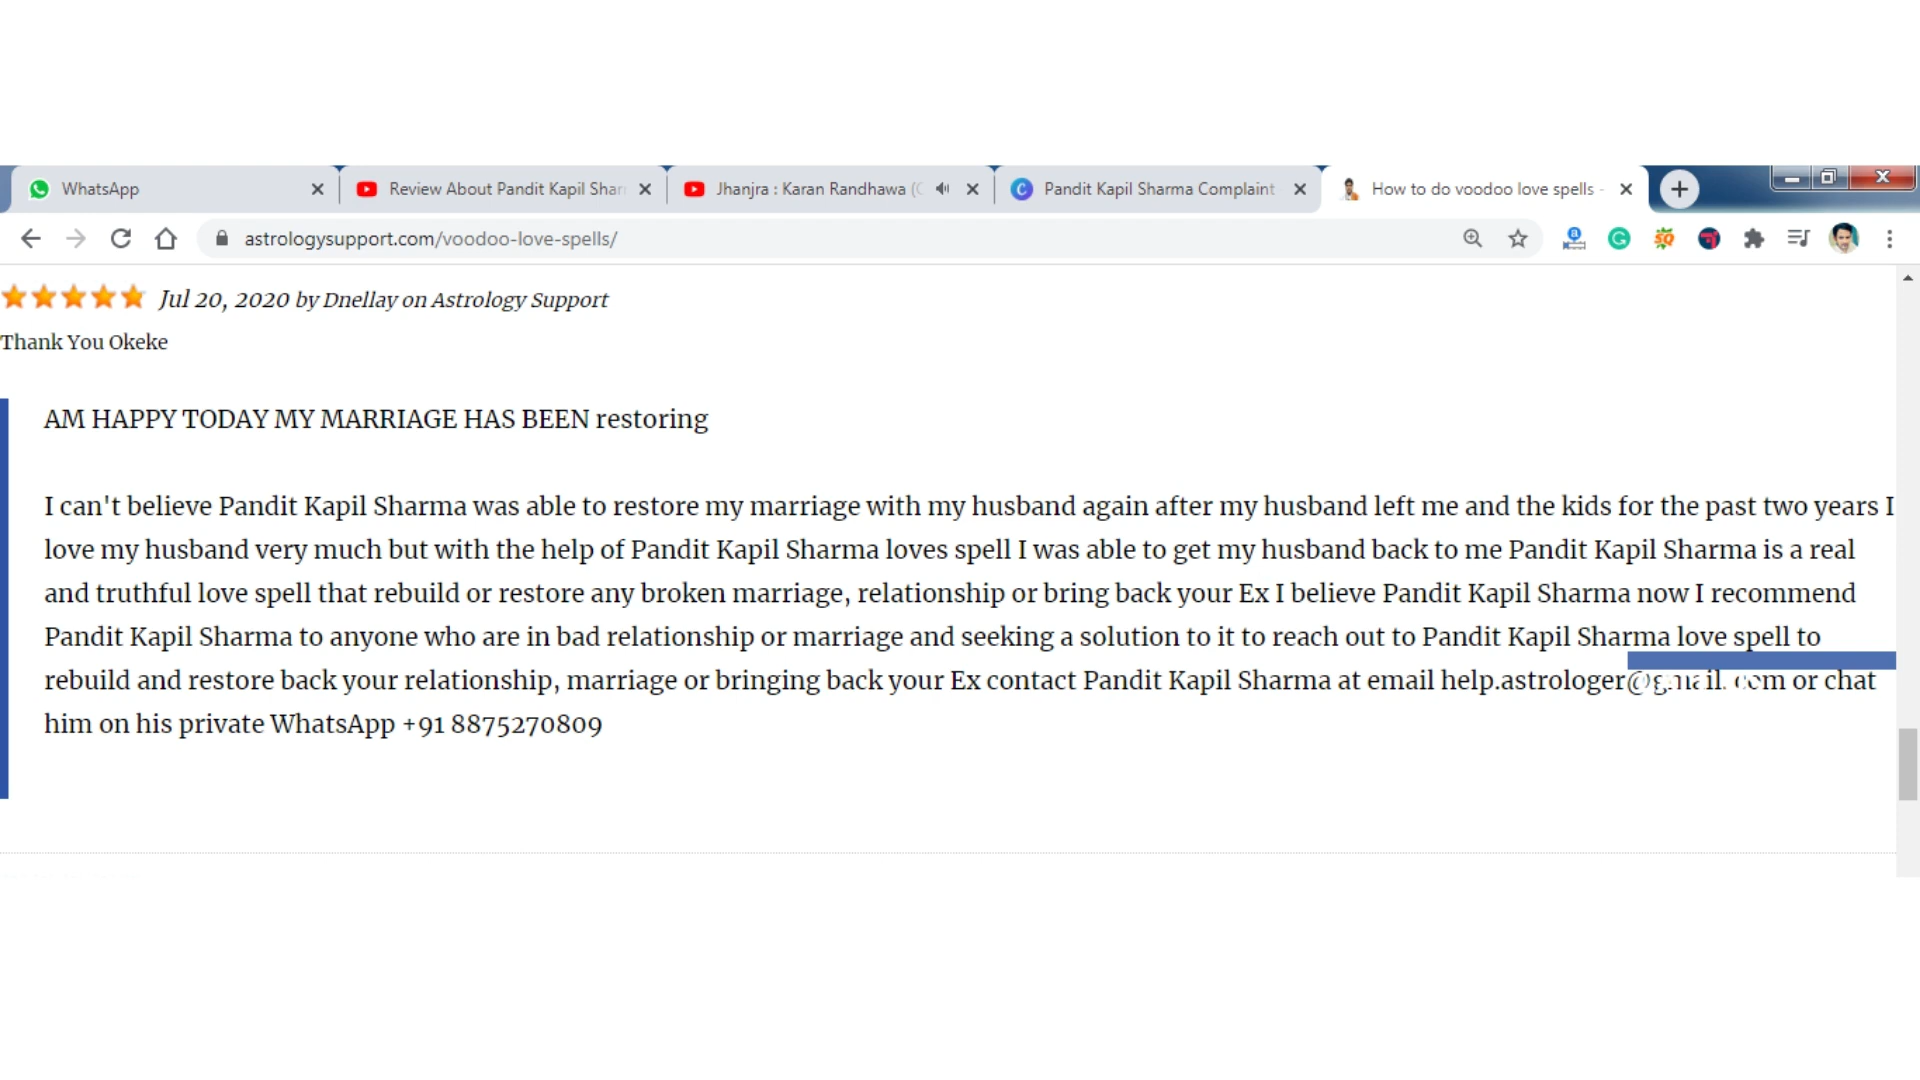 WhatsApp
Review About Pandit Kapil Shar
Jhanjra : Karan Randhawa (
Pandit Kapil Sharma Complaint
How to do voodoo love spells -
astrologysupport.com/voodoo-love-spells/
Jul 20, 2020 by Dnellay on Astrology Support
Thank You Okeke
AM HAPPY TODAY MY MARRIAGE HAS BEEN restoring
I can't believe Pandit Kapil Sharma was able to restore my marriage with my husband again after my husband left me and the kids for the past two years I
love my husband very much but with the help of Pandit Kapil Sharma loves spell I was able to get my husband back to me Pandit Kapil Sharma is a real
and truthful love spell that rebuild or restore any broken marriage, relationship or bring back your Ex I believe Pandit Kapil Sharma now I recommend
Pandit Kapil Sharma to anyone who are in bad relationship or marriage and seeking a solution to it to reach out to Pandit Kapil Sharma love spell to
rebuild and restore back your relationship, marriage or bringing back your Ex contact Pandit Kapil Sharma at email help.astrologer@gmail.com or chat
him on his private WhatsApp +91 8875270809